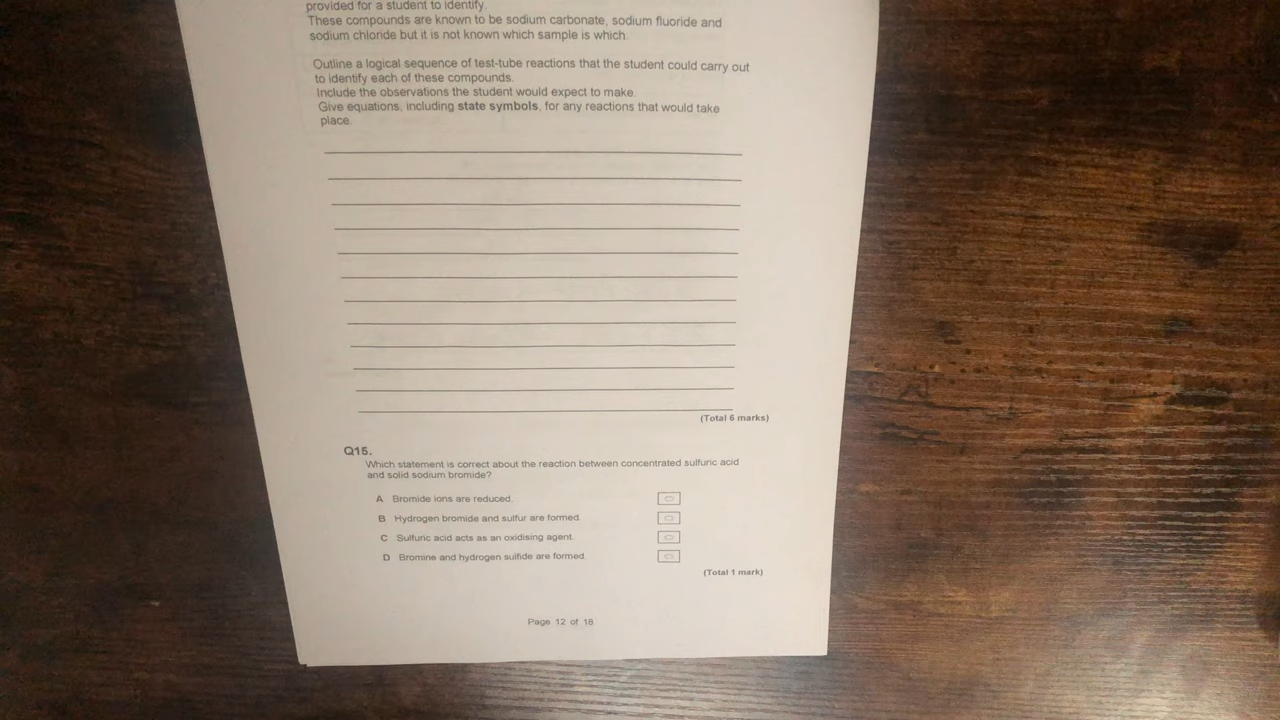 provided for a student to identify.
These compounds are known to be sodium carbonate, sodium fluoride and
sodium chloride but it is not known which sample is which.
Outline a logical sequence of test-tube reactions that the student could carry out
to identify each of these compounds.
Include the observations the student would expect to make.
Give equations, including state symbols, for any reactions that would take
place.
(Total 6 marks)
Q15.
Which statement is correct about the reaction between concentrated sulfuric acid
and solid sodium bromide?
A Bromide ions are reduced.
B Hydrogen bromide and sulfur are formed.
C Sulfuric acid acts as an oxidising agent.
D Bromine and hydrogen sulfide are formed.
(Total 1 mark)
Page 12 of 18